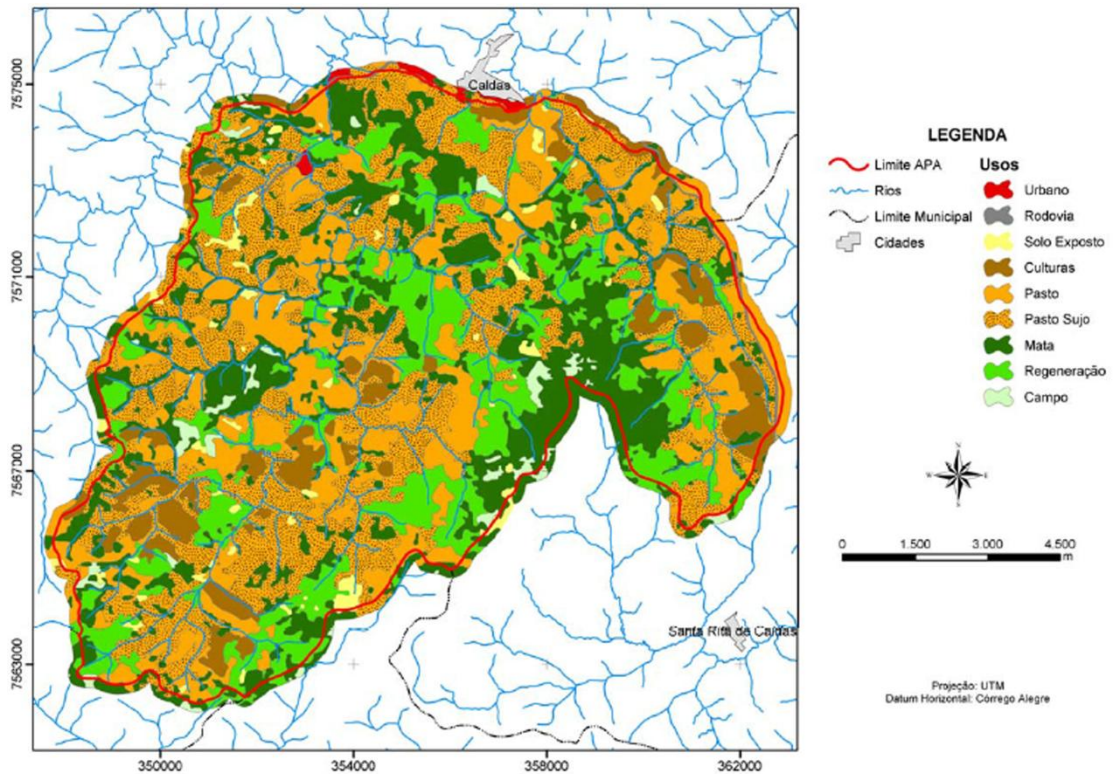 Caldas
Santa Rita de Caldas
7575000
7571000
7567000
7563000
350000
354000
358000
362000
LEGENDA
Limite APA
Rios
Limite Municipal
Cidades
Usos
Urbano
Rodovia
Solo Exposto
Culturas
Pasto
Pasto Sujo
Mata
Regeneração
Campo
N
0 1.500 3.000 4.500
m
Projeção: UTM
Datum Horizontal: Córrego Alegre